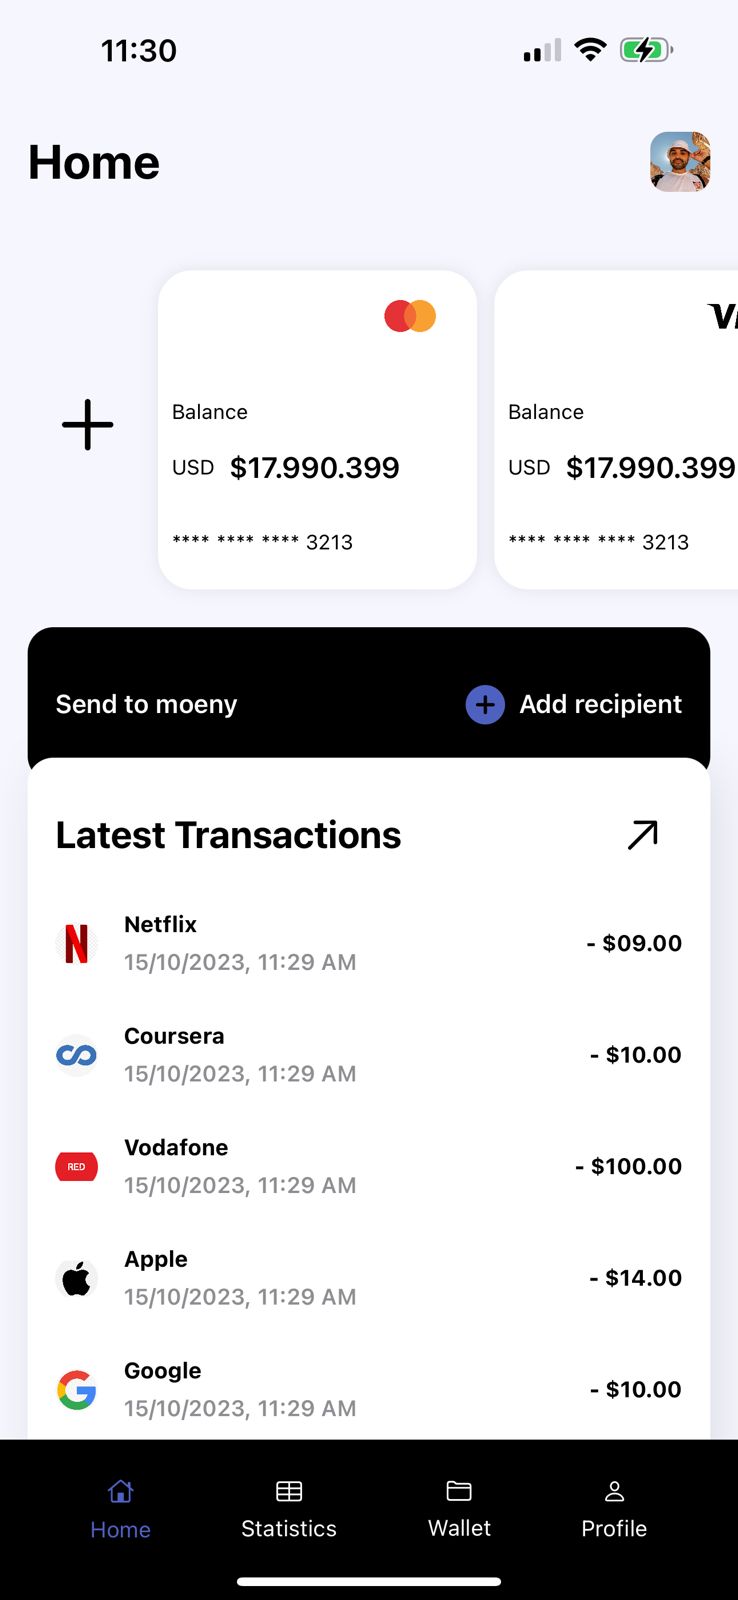 11:30
Home
Balance
USD $17.990.399
**** **** **** 3213
Balance
USD $17.990.399
**** **** **** 3213
Send to moeny
Add recipient
Latest Transactions
Netflix
15/10/2023, 11:29 AM
- $09.00
Coursera
15/10/2023, 11:29 AM
- $10.00
RED
Vodafone
15/10/2023, 11:29 AM
- $100.00
Apple
15/10/2023, 11:29 AM
- $14.00
Google
15/10/2023, 11:29 AM
- $10.00
Home
Statistics
Wallet
Profile